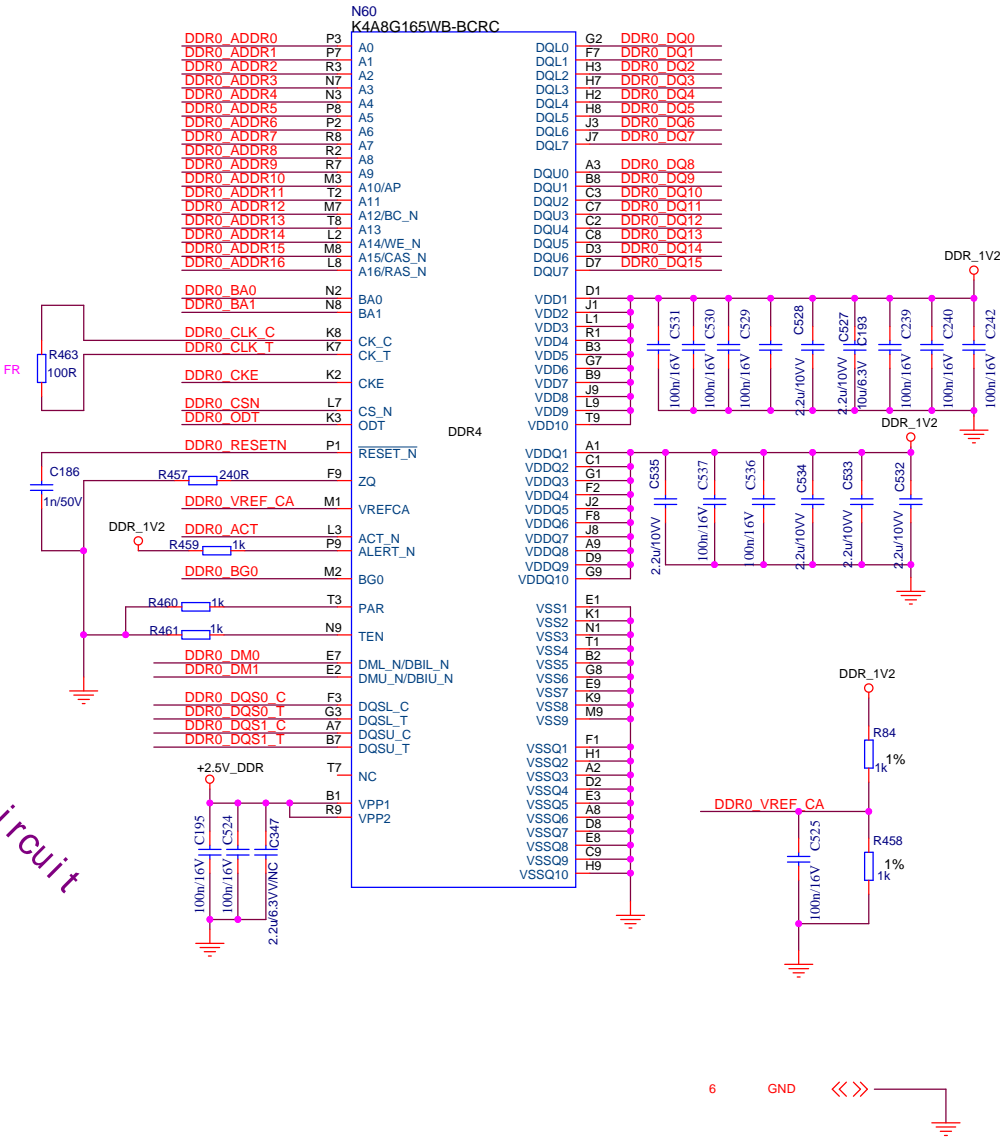 N60
K4A8G165WB-BCRC
DDR0_ADDR0 P3 A0 DQL0 G2 DDR0_DQ0
DDR0_ADDR1 P7 A1 DQL1 F7 DDR0_DQ1
DDR0_ADDR2 R3 A2 DQL2 H3 DDR0_DQ2
DDR0_ADDR3 N7 A3 DQL3 H7 DDR0_DQ3
DDR0_ADDR4 N3 A4 DQL4 H2 DDR0_DQ4
DDR0_ADDR5 P8 A5 DQL5 H8 DDR0_DQ5
DDR0_ADDR6 P2 A6 DQL6 J3 DDR0_DQ6
DDR0_ADDR7 R8 A7 DQL7 J7 DDR0_DQ7
DDR0_ADDR8 R2 A8
DDR0_ADDR9 R7 A9 DQU0 A3 DDR0_DQ8
DDR0_ADDR10 M3 A10/AP DQU1 B8 DDR0_DQ9
DDR0_ADDR11 T2 A11 DQU2 C3 DDR0_DQ10
DDR0_ADDR12 M7 A12/BC_N DQU3 C7 DDR0_DQ11
DDR0_ADDR13 T8 A13 DQU4 C2 DDR0_DQ12
DDR0_ADDR14 L2 A14/WE_N DQU5 C8 DDR0_DQ13
DDR0_ADDR15 M8 A15/CAS_N DQU6 D3 DDR0_DQ14
DDR0_ADDR16 L8 A16/RAS_N DQU7 D7 DDR0_DQ15
DDR_1V2
DDR0_BA0 N2 BA0 VDD1 D1
DDR0_BA1 N8 BA1 VDD2 J1
VDD3 L1
DDR0_CLK_C K8 CK_C VDD4 R1
DDR0_CLK_T K7 CK_T VDD5 B3
VDD6 G7
DDR0_CKE K2 CKE VDD7 B9
VDD8 J9
DDR0_CSN L7 CS_N VDD9 L9
DDR0_ODT K3 ODT VDD10 T9
FR
R463
100R
C531 100n/16V
C530 100n/16V
C529 100n/16V
C528 2.2u/10VV
C527 2.2u/10VV
C193 10u/6.3V
C239 100n/16V
C240 100n/16V
C242 100n/16V
DDR4
DDR_1V2
DDR0_RESETN P1 RESET_N VDDQ1 A1
VDDQ2 C1
R457 240R F9 ZQ VDDQ3 G1
VDDQ4 F2
DDR0_VREF_CA M1 VREFCA VDDQ5 J2
VDDQ6 F8
DDR0_ACT L3 ACT_N VDDQ7 J8
DDR_1V2 R459 1k P9 ALERT_N VDDQ8 A9
VDDQ9 D9
DDR0_BG0 M2 BG0 VDDQ10 G9
C186
1n/50V
C535 2.2u/10VV
C537 100n/16V
C536 100n/16V
C534 2.2u/10VV
C533 2.2u/10VV
C532 2.2u/10VV
R460 1k T3 PAR VSS1 E1
VSS2 K1
R461 1k N9 TEN VSS3 N1
VSS4 T1
DDR0_DM0 E7 DML_N/DBIL_N VSS5 B2
DDR0_DM1 E2 DMU_N/DBIU_N VSS6 G8
VSS7 E9
DDR0_DQS0_C F3 DQSL_C VSS8 K9
DDR0_DQS0_T G3 DQSL_T VSS9 M9
DDR0_DQS1_C A7 DQSU_C
DDR0_DQS1_T B7 DQSU_T VSSQ1 F1
VSSQ2 H1
+2.5V_DDR T7 NC VSSQ3 A2
VSSQ4 D2
B1 VPP1 VSSQ5 E3
R9 VPP2 VSSQ6 A8
VSSQ7 D8
VSSQ8 E8
VSSQ9 C9
VSSQ10 H9
C195 100n/16V
C524 100n/16V
C347 2.2u/6.3VV/NC
ircuit
DDR_1V2
R84
1k 1%
DDR0_VREF_CA
C525 100n/16V
R458
1%
1k
6 GND